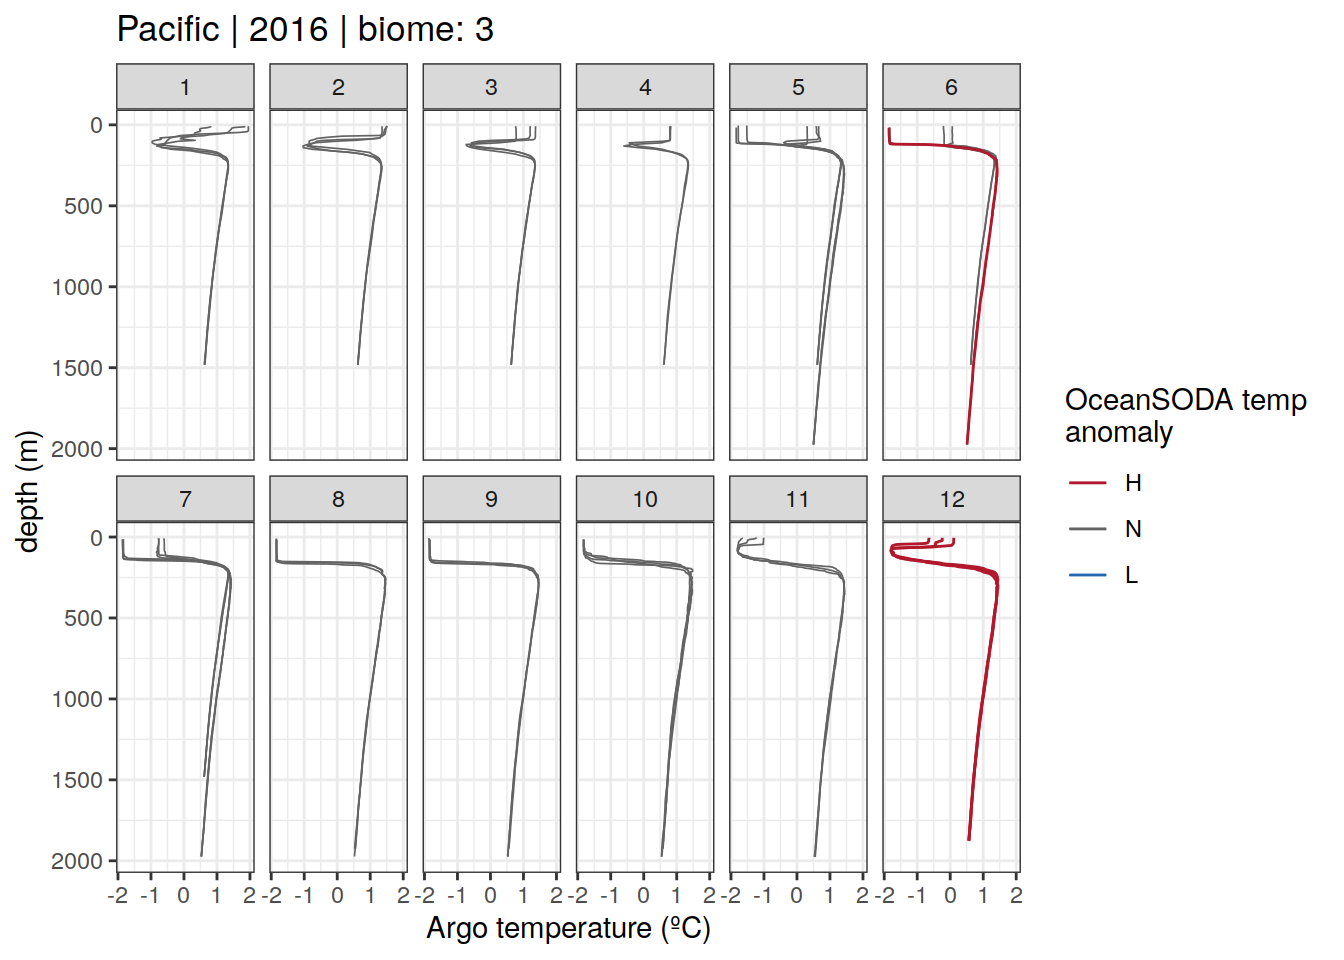 Pacific | 2016 | biome: 3
1 2 3 4 5 6
0
500
1000
1500
2000
7 8 9 10 11 12
0
500
1000
1500
2000
-2 -1 0 1 2 -2 -1 0 1 2 -2 -1 0 1 2 -2 -1 0 1 2 -2 -1 0 1 2 -2 -1 0 1 2
Argo temperature (ºC)
depth (m)
OceanSODA temp
anomaly
H
N
L